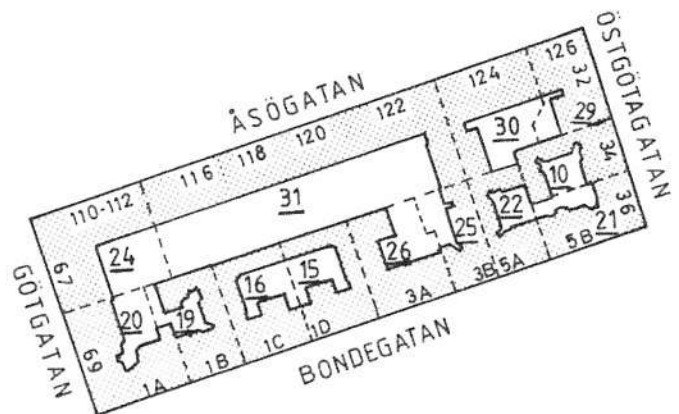 ÅSÖGATAN
ÖSTGÖTAGATAN
GÖTGATAN
BONDEGATAN
110-112
116
118
120
122
124
126
32
34
36
67
69
1A
1B
1C
1D
3A
3B
5A
5B
24
31
30
29
10
22
21
25
26
15
16
19
20